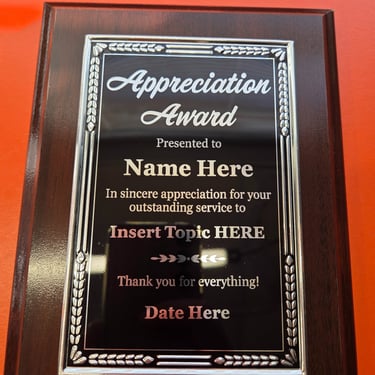 Appreciation
Award
Presented to
Name Here
In sincere appreciation for your
outstanding service to
Insert Topic HERE
Thank you for everything!
Date Here